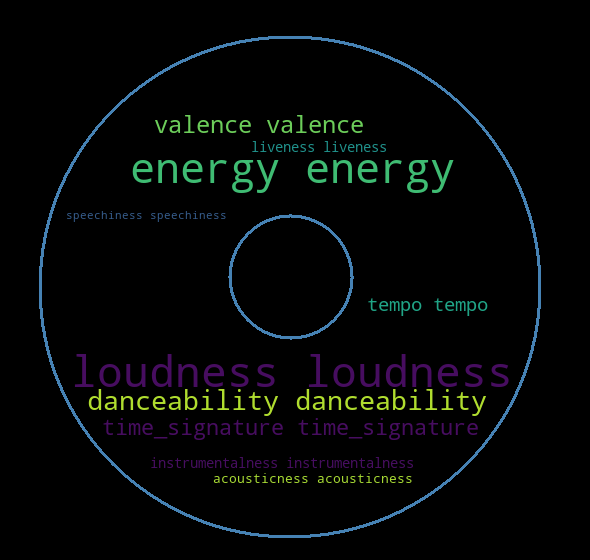 valence valence
liveness liveness
energy energy
speechiness speechiness
tempo tempo
loudness loudness
danceability danceability
time_signature time_signature
instrumentalness instrumentalness
acousticness acousticness